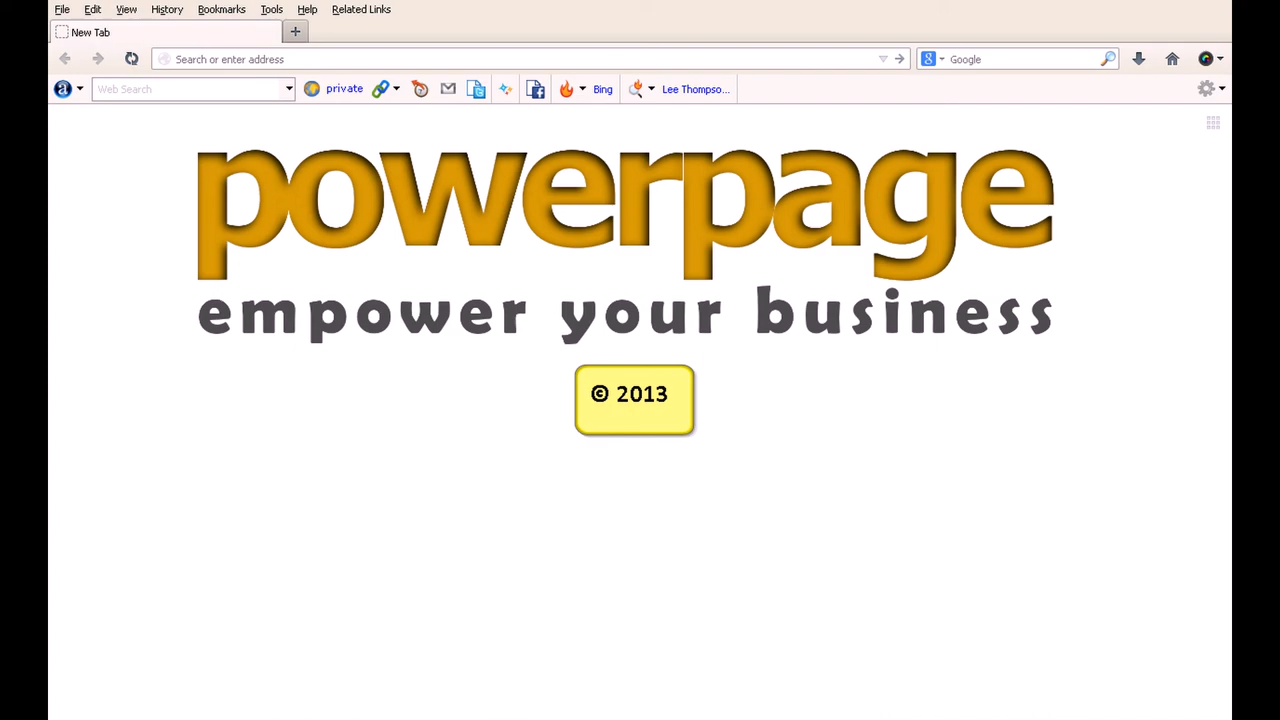 File Edit View History Bookmarks Tools Help Related Links
New Tab
Search or enter address Google
Web Search private Bing Lee Thompso...
powerpage
empower your business
© 2013